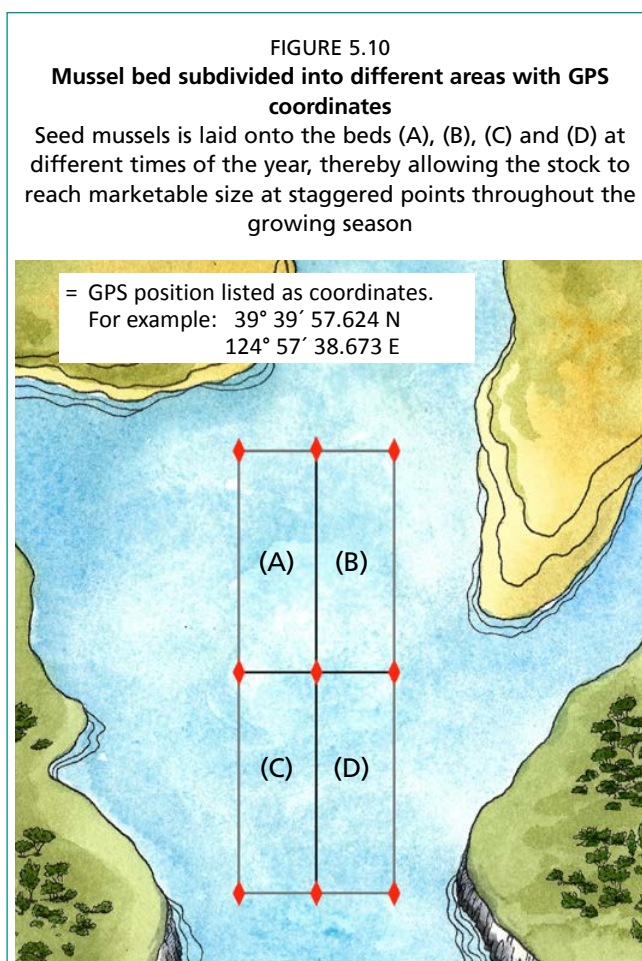 FIGURE 5.10
Mussel bed subdivided into different areas with GPS
coordinates
Seed mussels is laid onto the beds (A), (B), (C) and (D) at
different times of the year, thereby allowing the stock to
reach marketable size at staggered points throughout the
growing season
= GPS position listed as coordinates.
For example: 39° 39´ 57.624 N
124° 57´ 38.673 E
(A) (B)
(C) (D)